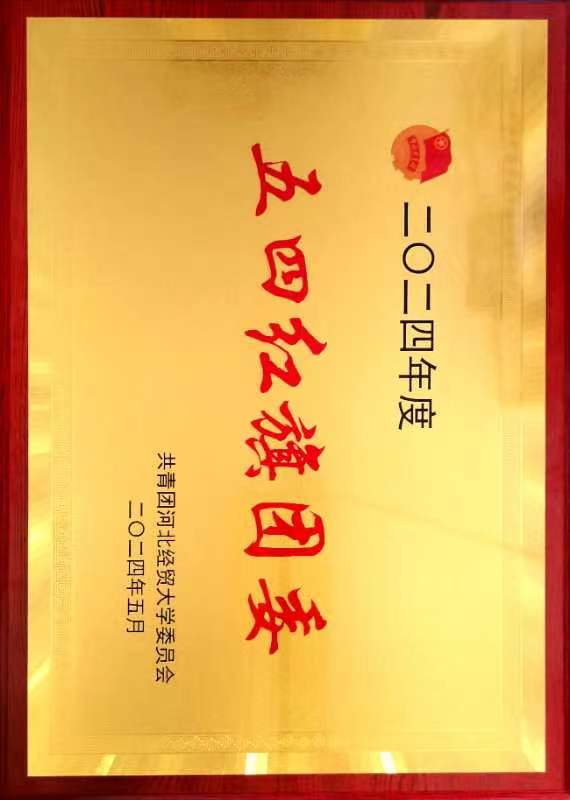 二〇二四年度
五四红旗团委
共青团河北经贸大学委员会
二〇二四年五月